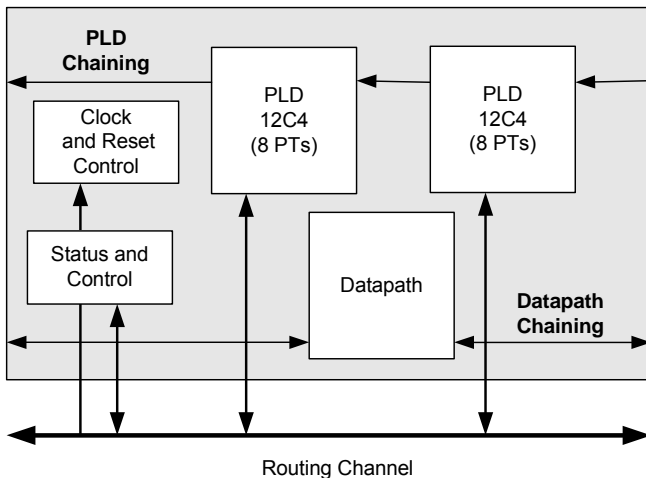 PLD
Chaining
Clock
and Reset
Control
PLD
12C4
(8 PTs)
PLD
12C4
(8 PTs)
Status and
Control
Datapath
Datapath
Chaining
Routing Channel